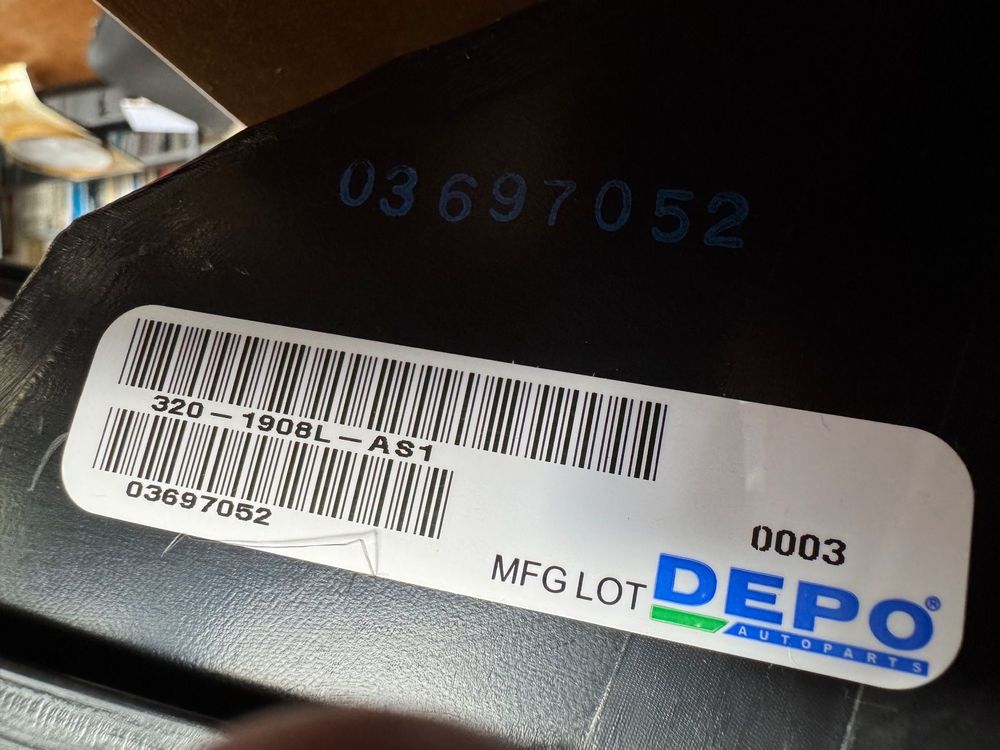 03697052
320-1908L-AS1
03697052
0003
MFG LOT DEPO®
AUTOPARTS